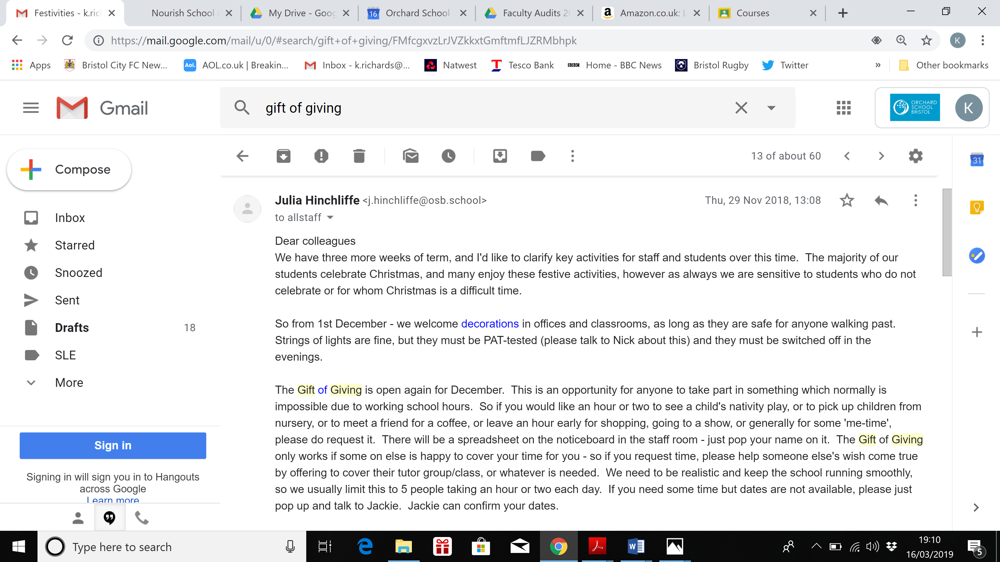 Festivities - k.ric
Nourish School
My Drive - Goog
Orchard School
Faculty Audits 20
Amazon.co.uk: L
Courses
https://mail.google.com/mail/u/0/#search/gift+of+giving/FMfcgxvzLrJVZkkxtGmftmfLJZRMbhpk
K
Apps
Bristol City FC New...
Aol.
AOL.co.uk | Breakin...
Inbox - k.richards@...
Natwest
Tesco Bank
BBC
Home - BBC News
Bristol Rugby
Twitter
»
Other bookmarks
Gmail
gift of giving
ORCHARD
SCHOOL
BRISTOL
K
Compose
13 of about 60
31
Julia Hinchliffe <j.hinchliffe@osb.school>
Thu, 29 Nov 2018, 13:08
to allstaff
Inbox
Starred
Snoozed
Sent
Drafts 18
SLE
More
Dear colleagues
We have three more weeks of term, and I'd like to clarify key activities for staff and students over this time.  The majority of our
students celebrate Christmas, and many enjoy these festive activities, however as always we are sensitive to students who do not
celebrate or for whom Christmas is a difficult time.
So from 1st December - we welcome decorations in offices and classrooms, as long as they are safe for anyone walking past.
Strings of lights are fine, but they must be PAT-tested (please talk to Nick about this) and they must be switched off in the
evenings.
The Gift of Giving is open again for December.  This is an opportunity for anyone to take part in something which normally is
impossible due to working school hours.  So if you would like an hour or two to see a child's nativity play, or to pick up children from
nursery, or to meet a friend for a coffee, or leave an hour early for shopping, going to a show, or generally for some 'me-time',
please do request it.  There will be a spreadsheet on the noticeboard in the staff room - just pop your name on it.  The Gift of Giving
only works if some on else is happy to cover your time for you - so if you request time, please help someone else's wish come true
by offering to cover their tutor group/class, or whatever is needed.  We need to be realistic and keep the school running smoothly,
so we usually limit this to 5 people taking an hour or two each day.  If you need some time but dates are not available, please just
pop up and talk to Jackie.  Jackie can confirm your dates.
Sign in
Signing in will sign you in to Hangouts
across Google
Learn more
Type here to search
19:10
16/03/2019
5